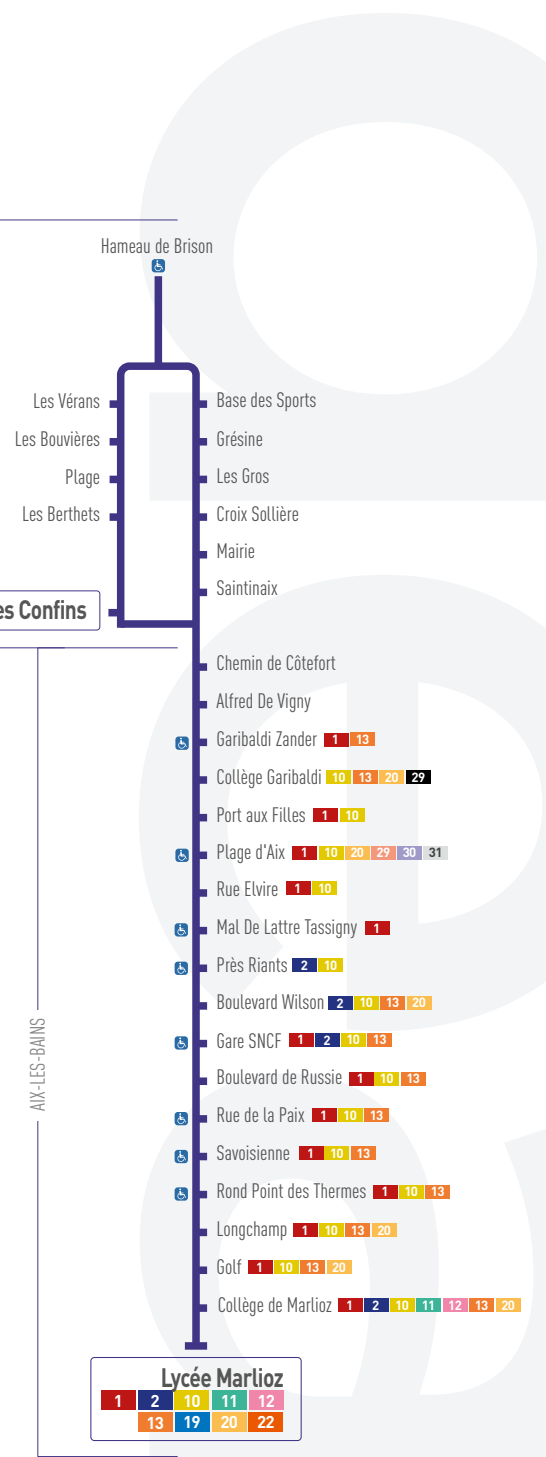 Hameau de Brison
Les Vérans
Les Bouvières
Plage
Les Berthets
es Confins
Base des Sports
Grésine
Les Gros
Croix Sollière
Mairie
Saintinaix
AIX-LES-BAINS
Chemin de Côtefort
Alfred De Vigny
Garibaldi Zander 1 13
Collège Garibaldi 10 13 20 29
Port aux Filles 1 10
Plage d'Aix 1 10 20 29 30 31
Rue Elvire 1 10
Mal De Lattre Tassigny 1
Près Riants 2 10
Boulevard Wilson 2 10 13 20
Gare SNCF 1 2 10 13
Boulevard de Russie 1 10 13
Rue de la Paix 1 10 13
Savoisienne 1 10 13
Rond Point des Thermes 1 10 13
Longchamp 1 10 13 20
Golf 1 10 13 20
Collège de Marlioz 1 2 10 11 12 13 20
Lycée Marlioz
1 2 10 11 12
13 19 20 22